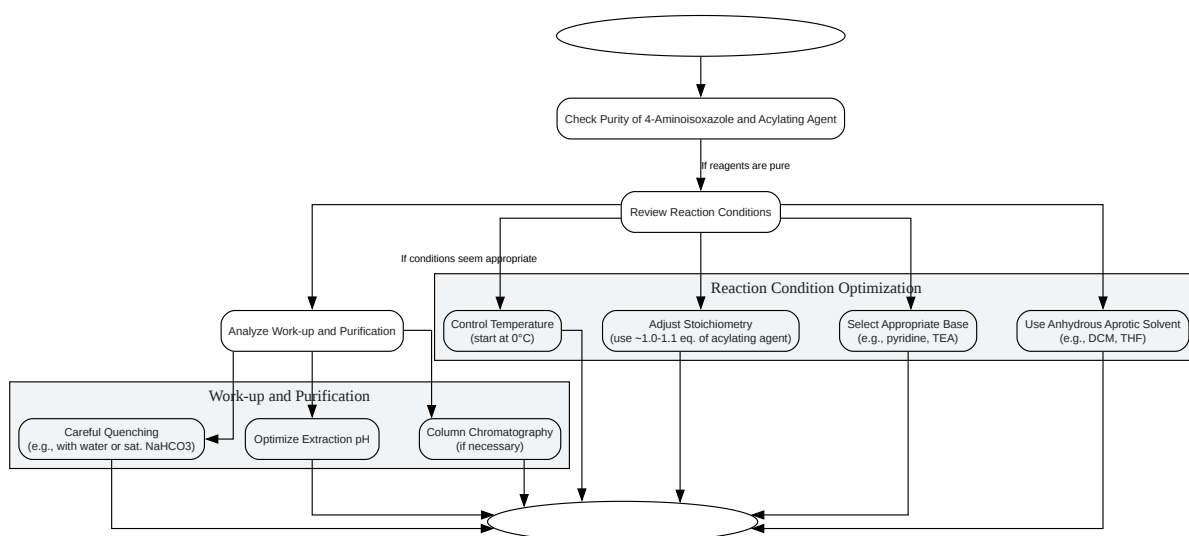 Check Purity of 4-Aminoisoxazole and Acylating Agent
If reagents are pure
Review Reaction Conditions
If conditions seem appropriate
Reaction Condition Optimization
Analyze Work-up and Purification
Control Temperature
(start at 0°C)
Adjust Stoichiometry
(use ~1.0-1.1 eq. of acylating agent)
Select Appropriate Base
(e.g., pyridine, TEA)
Use Anhydrous Aprotic Solvent
(e.g., DCM, THF)
Work-up and Purification
Careful Quenching
(e.g., with water or sat. NaHCO3)
Optimize Extraction pH
Column Chromatography
(if necessary)